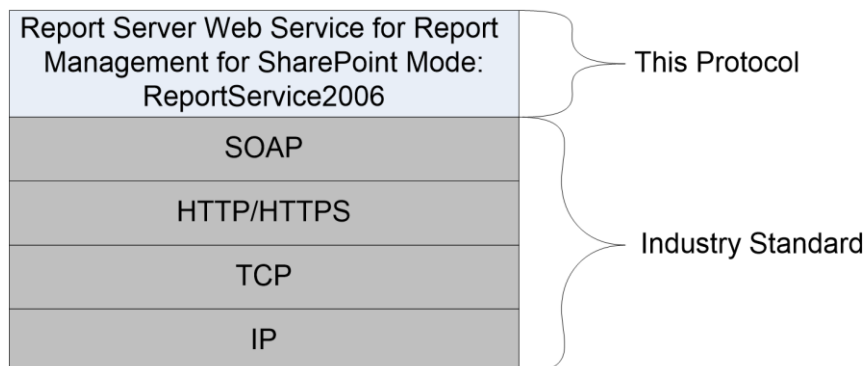 Report Server Web Service for Report
Management for SharePoint Mode:
ReportService2006
This Protocol
SOAP
HTTP/HTTPS
TCP
IP
Industry Standard